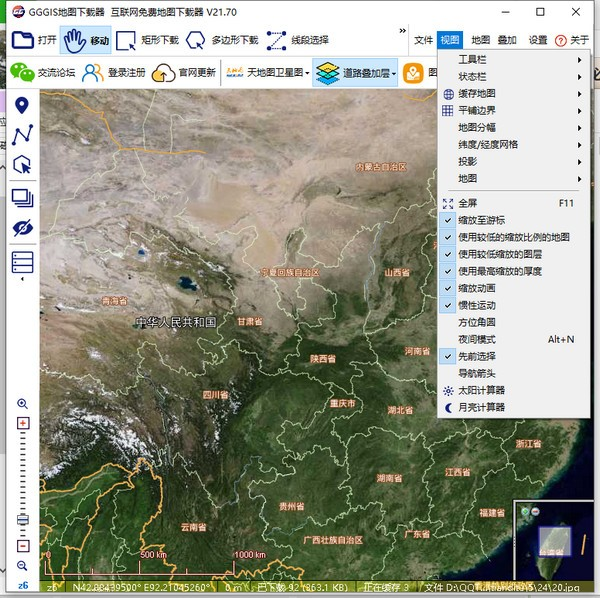 GGGIS地图下载器 互联网免费地图下载器 V21.70
打开 移动 矩形下载 多边形下载 线段选择 » 文件 视图 地图 叠加 设置 关于
交流论坛 登录注册 官网更新 天地图卫星图 道路叠加层 图
工具栏
状态栏
缓存地图
平铺边界
地图分幅
纬度/经度网格
投影
地图
全屏 F11
缩放至游标
使用较低的缩放比例的地图
使用较低缩放的图层
使用最高缩放的厚度
缩放动画
惯性运动
方位角圆
夜间模式 Alt+N
先前选择
导航箭头
太阳计算器
月亮计算器
内蒙古自治区
宁夏回族自治区
山西省
青海省
中华人民共和国
甘肃省
陕西省
河南省
四川省
重庆市
湖北省
浙江省
湖南省
江西省
贵州省
福建省
云南省
广西壮族自治区
广东省
台湾省
0 500 km 1000 km
z6
z6 N42.80439500° E92.21045260° 0 m 已下载 92 (863.1 KB) 正在缓存 3 文件